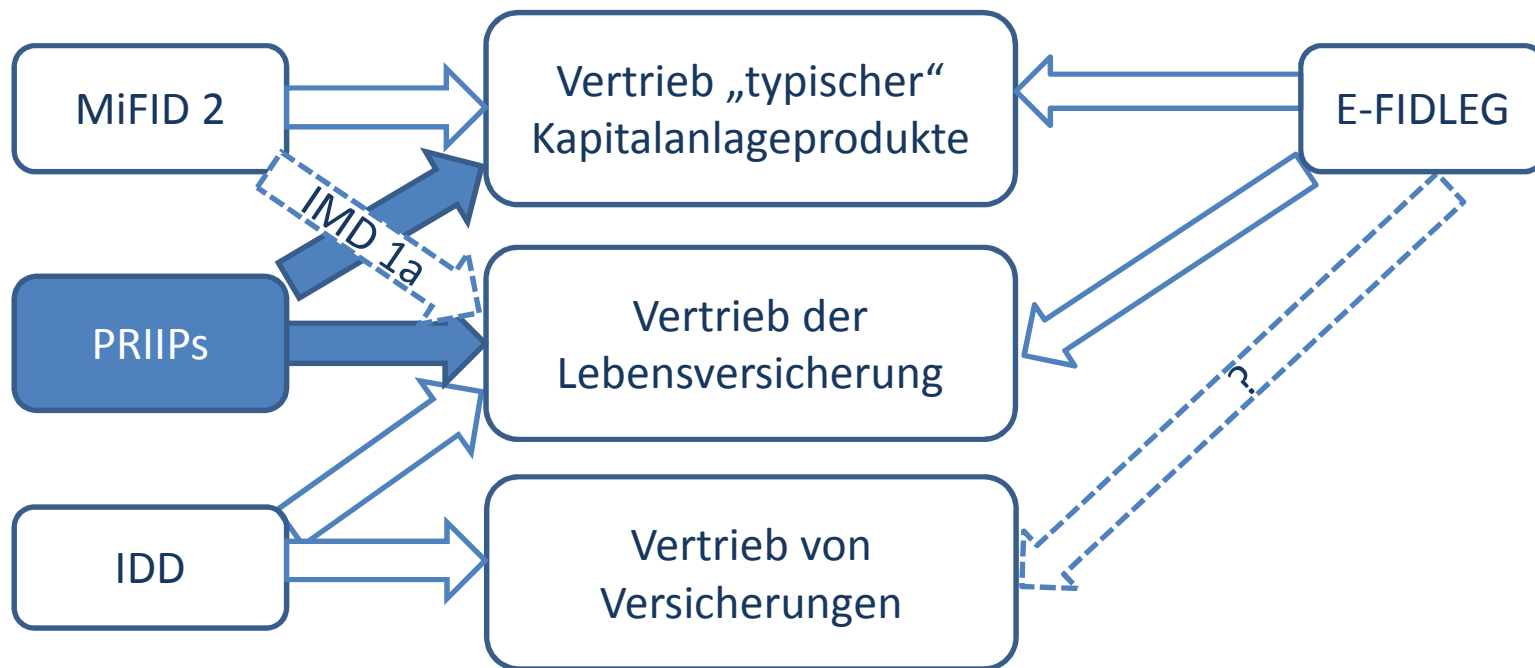 MiFID 2
Vertrieb „typischer“
Kapitalanlageprodukte
E-FIDLEG
IMD 1a
PRIIPs
Vertrieb der
Lebensversicherung
?
IDD
Vertrieb von
Versicherungen